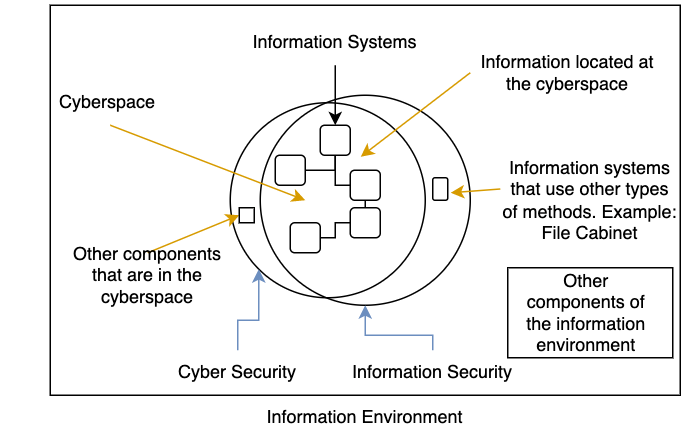 Information Systems
Information located at
the cyberspace
Cyberspace
Information systems
that use other types
of methods. Example:
File Cabinet
Other components
that are in the
cyberspace
Other
components of
the information
environment
Cyber Security
Information Security
Information Environment